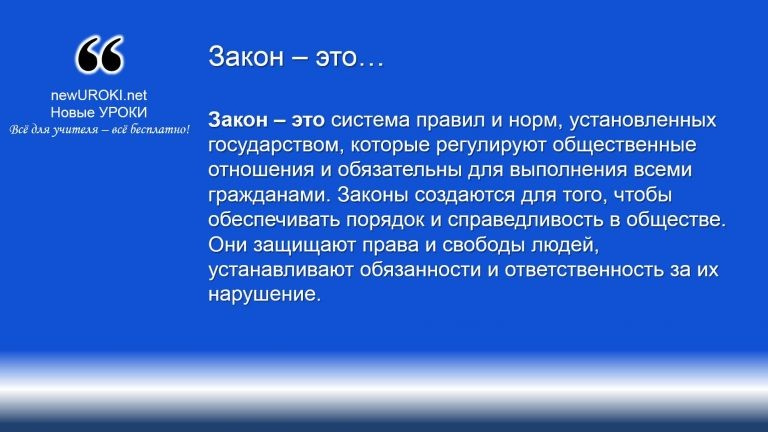 “
newUROKI.net
Новые УРОКИ
Всё для учителя – всё бесплатно!
Закон – это…
Закон – это система правил и норм, установленных
государством, которые регулируют общественные
отношения и обязательны для выполнения всеми
гражданами. Законы создаются для того, чтобы
обеспечивать порядок и справедливость в обществе.
Они защищают права и свободы людей,
устанавливают обязанности и ответственность за их
нарушение.